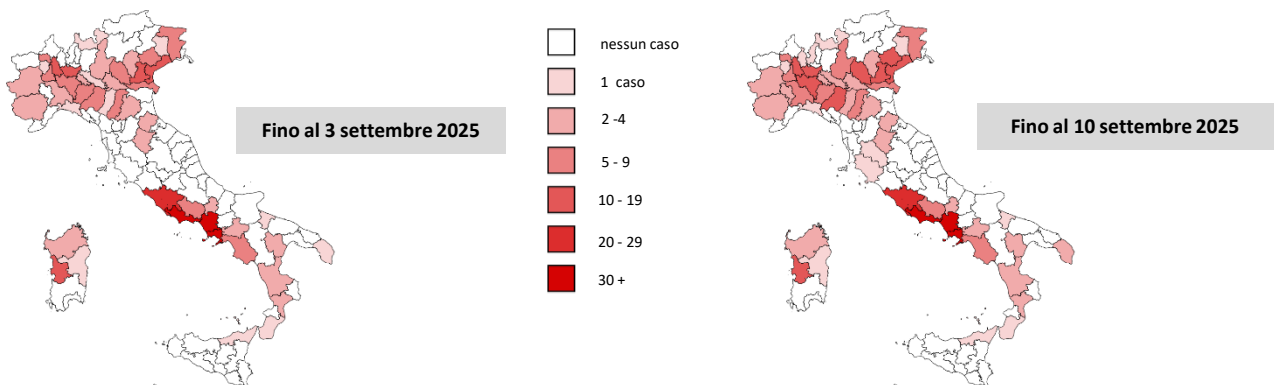 nessun caso
1 caso
2 -4
5 - 9
10 - 19
20 - 29
30 +
Fino al 3 settembre 2025
Fino al 10 settembre 2025